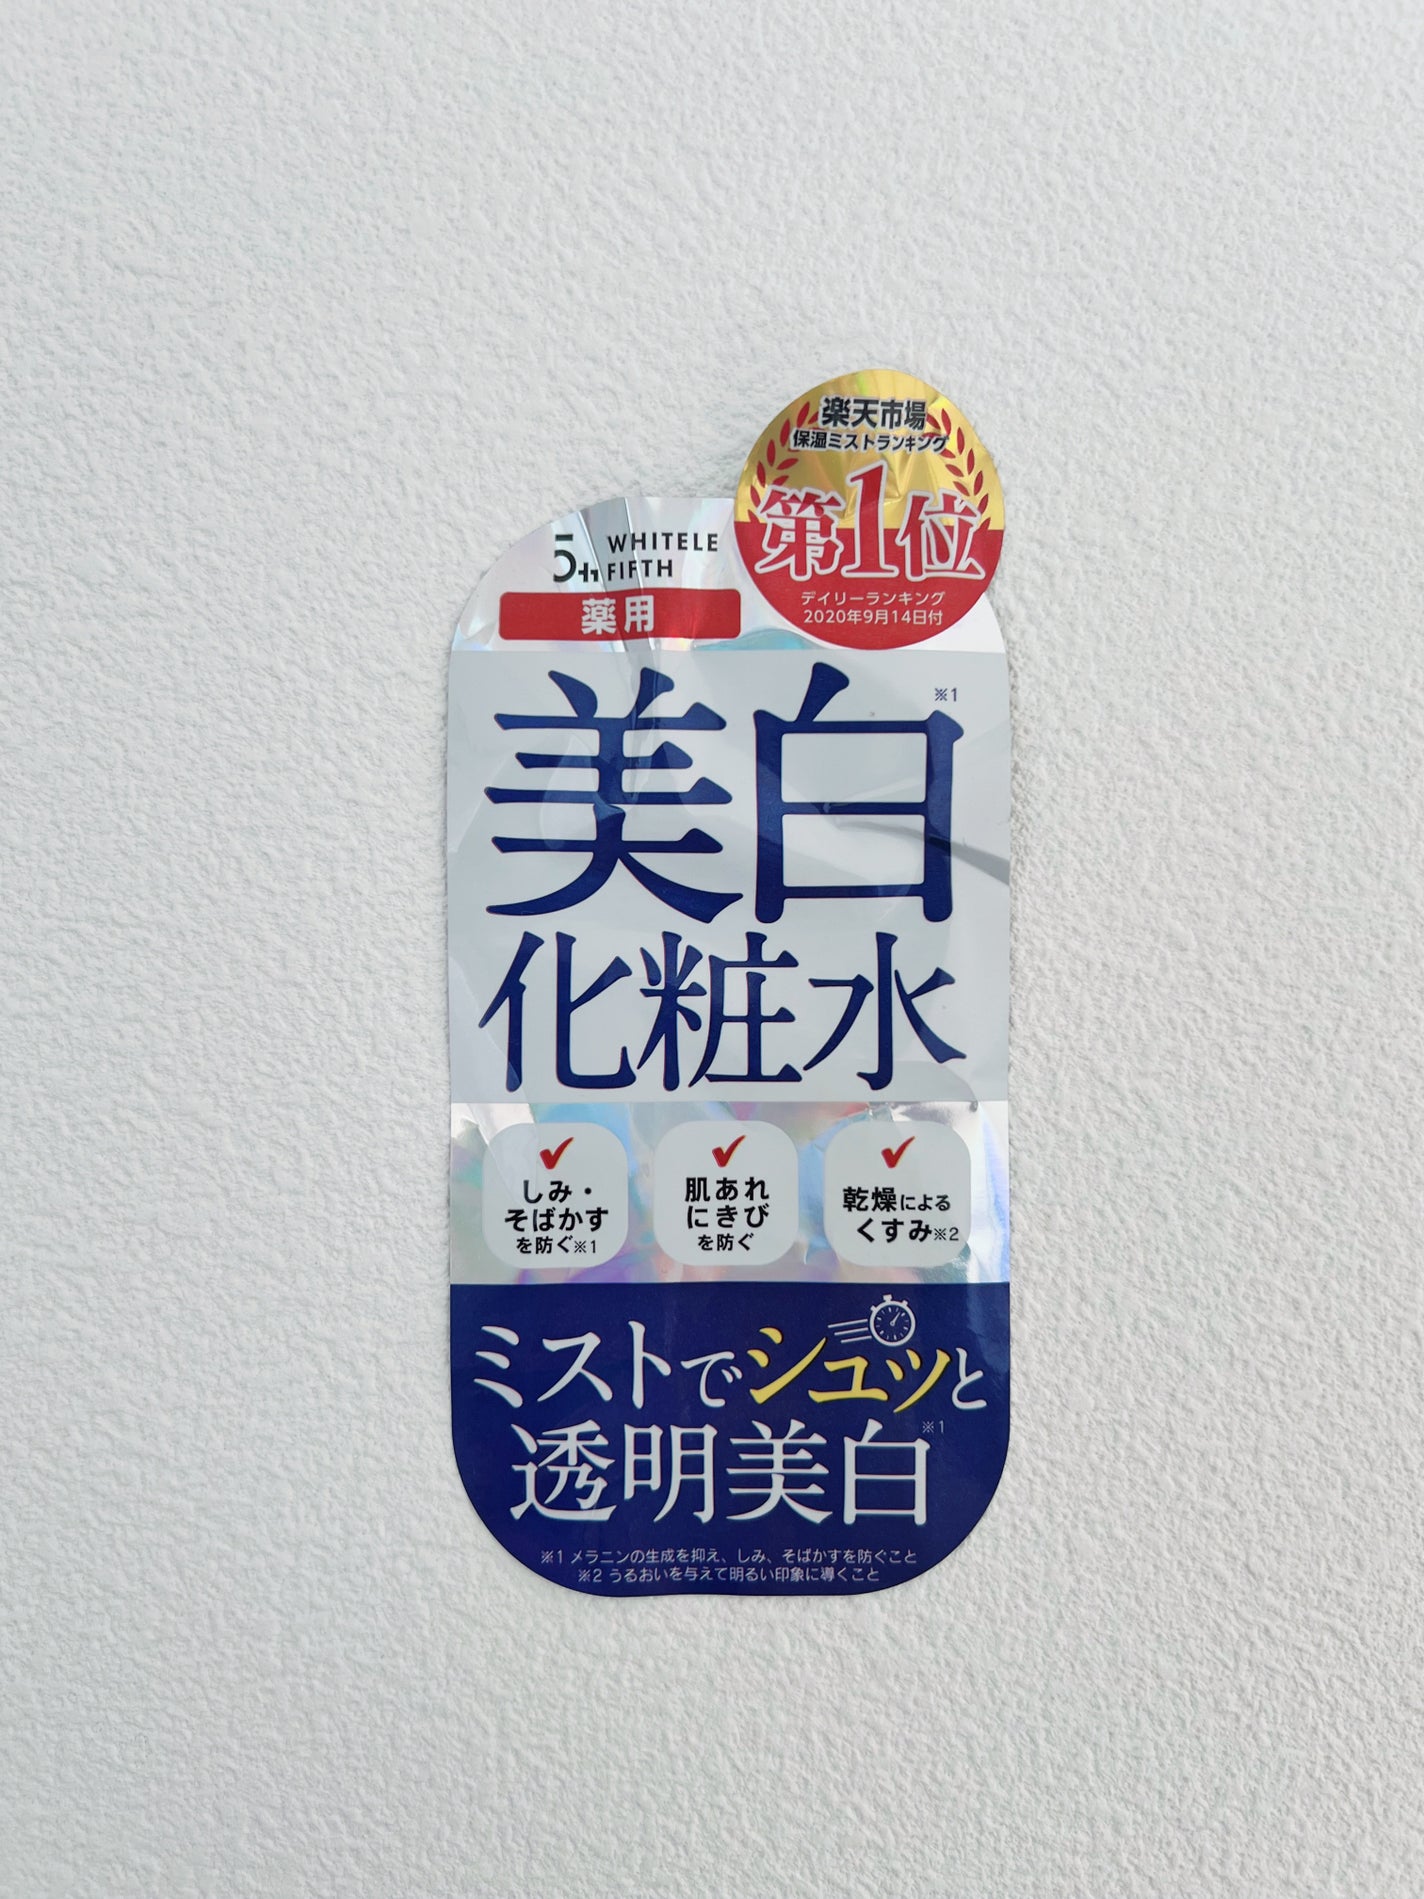 楽天市場
保湿ミストランキング
第1位
デイリーランキング
2020年9月14日付
5th WHITELE
FIFTH
薬用
美白※1
化粧水
しみ・
そばかす
を防ぐ※1
肌あれ
にきび
を防ぐ
乾燥による
くすみ※2
ミストでシュッと
透明美白※1
※1 メラニンの生成を抑え、しみ、そばかすを防ぐこと
※2 うるおいを与えて明るい印象に導くこと